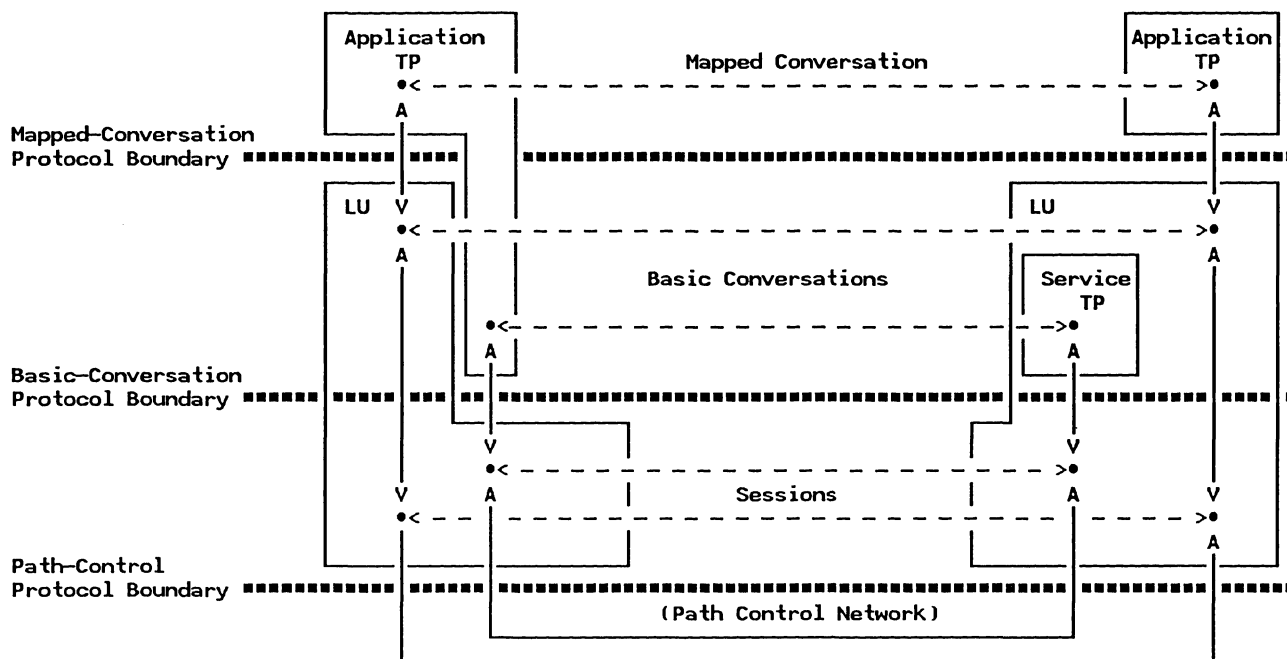 Application
TP
Mapped Conversation
Application
TP
A
A
Mapped-Conversation
Protocol Boundary
LU
V
LU
V
A
A
Basic Conversations
Service
TP
A
A
Basic-Conversation
Protocol Boundary
V
V
V
A
Sessions
A
V
A
Path-Control
Protocol Boundary
(Path Control Network)